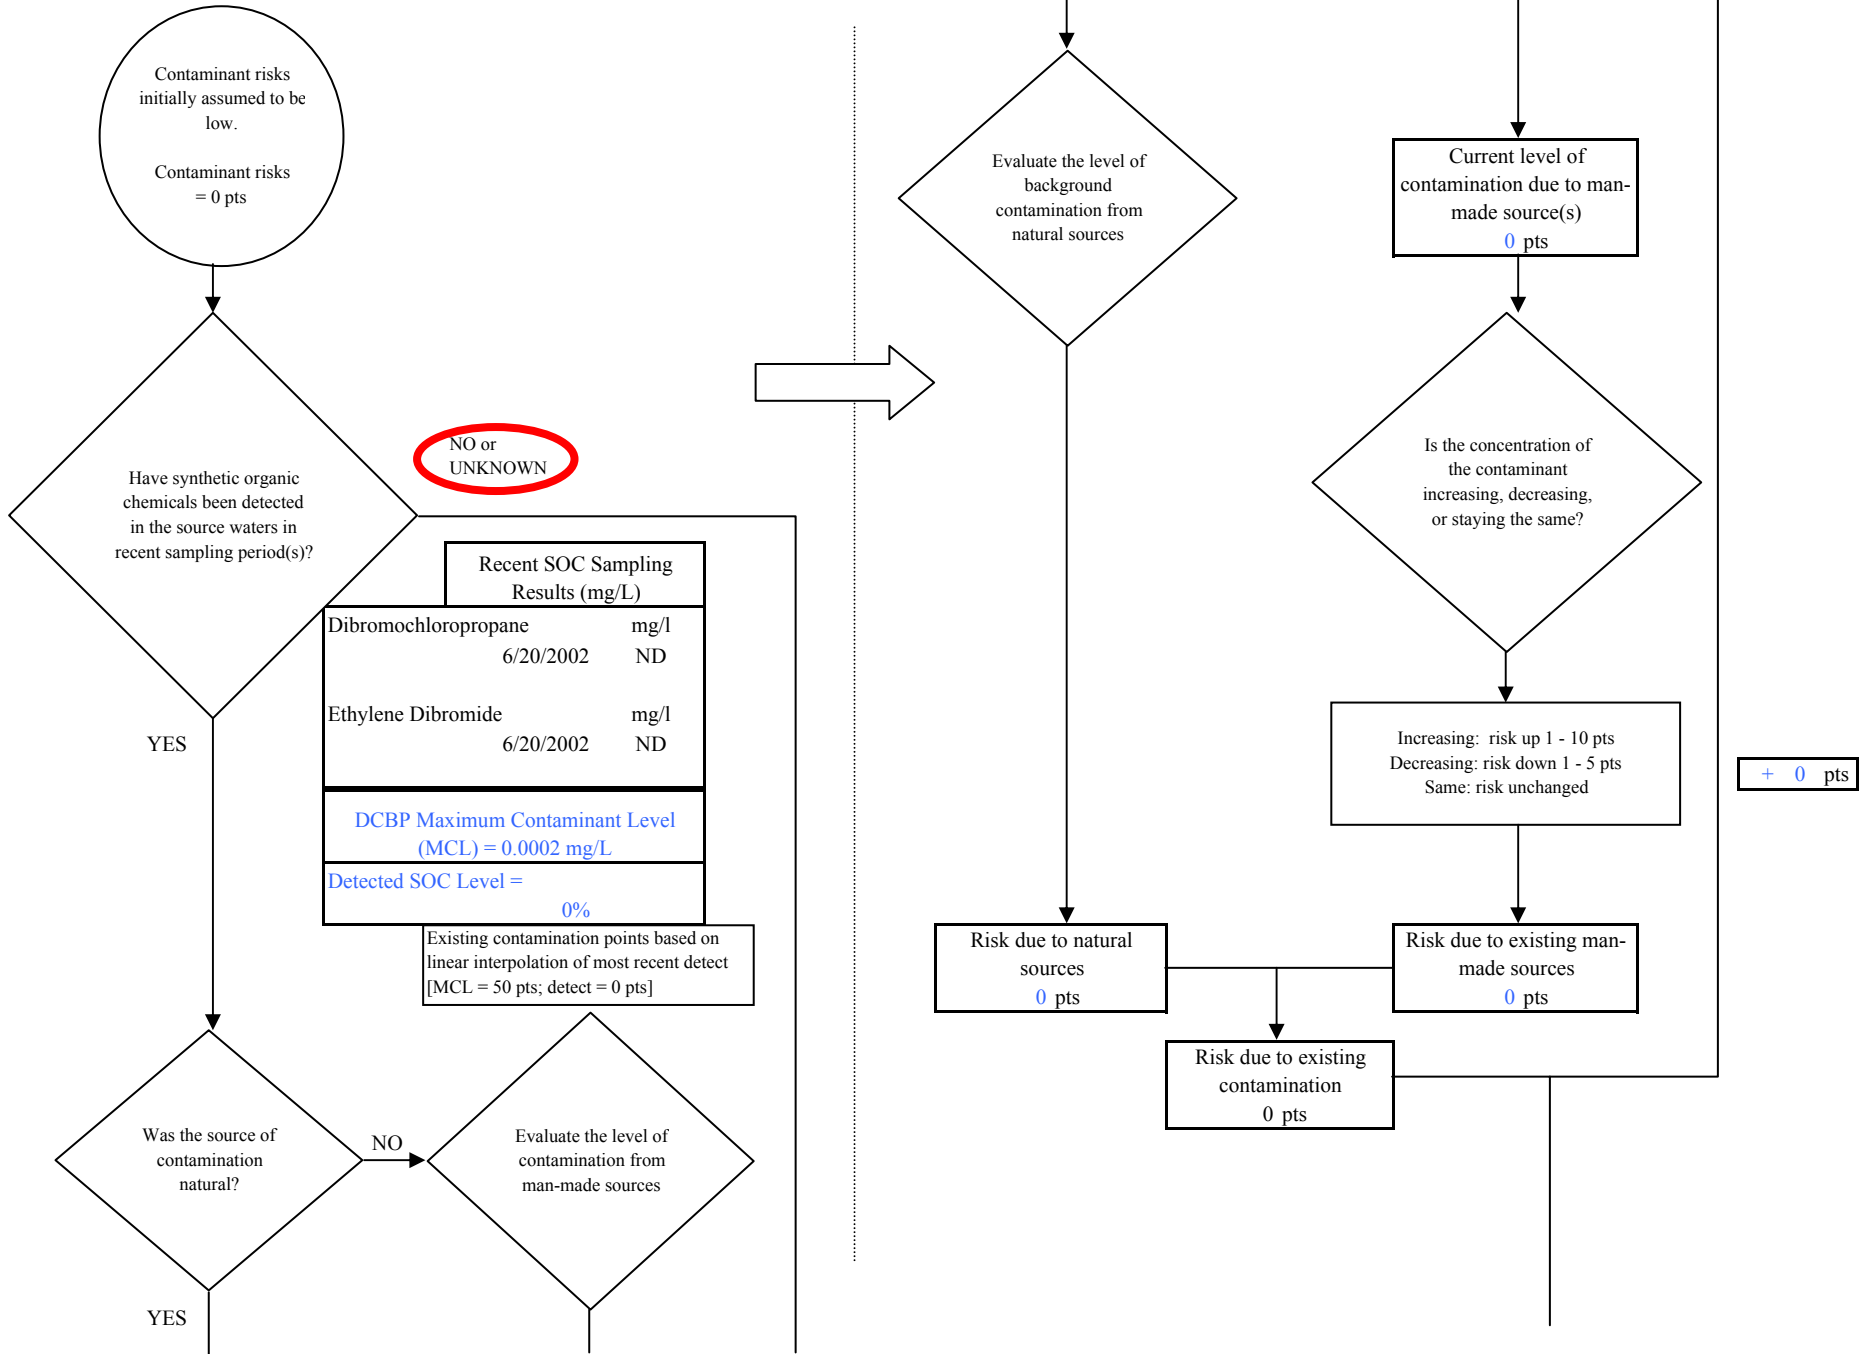 Contaminant risks
initially assumed to be
low.
Contaminant risks
= 0 pts
Have synthetic organic
chemicals been detected
in the source waters in
recent sampling period(s)?
NO or
UNKNOWN
YES
Recent SOC Sampling
Results (mg/L)
Dibromochloropropane mg/l
6/20/2002 ND
Ethylene Dibromide mg/l
6/20/2002 ND
DCBP Maximum Contaminant Level
(MCL) = 0.0002 mg/L
Detected SOC Level =
0%
Existing contamination points based on
linear interpolation of most recent detect
[MCL = 50 pts; detect = 0 pts]
Was the source of
contamination
natural?
NO
Evaluate the level of
contamination from
man-made sources
YES
Evaluate the level of
background
contamination from
natural sources
Current level of
contamination due to man-
made source(s)
0 pts
Is the concentration of
the contaminant
increasing, decreasing,
or staying the same?
Increasing: risk up 1 - 10 pts
Decreasing: risk down 1 - 5 pts
Same: risk unchanged
+ 0 pts
Risk due to natural
sources
0 pts
Risk due to existing man-
made sources
0 pts
Risk due to existing
contamination
0 pts